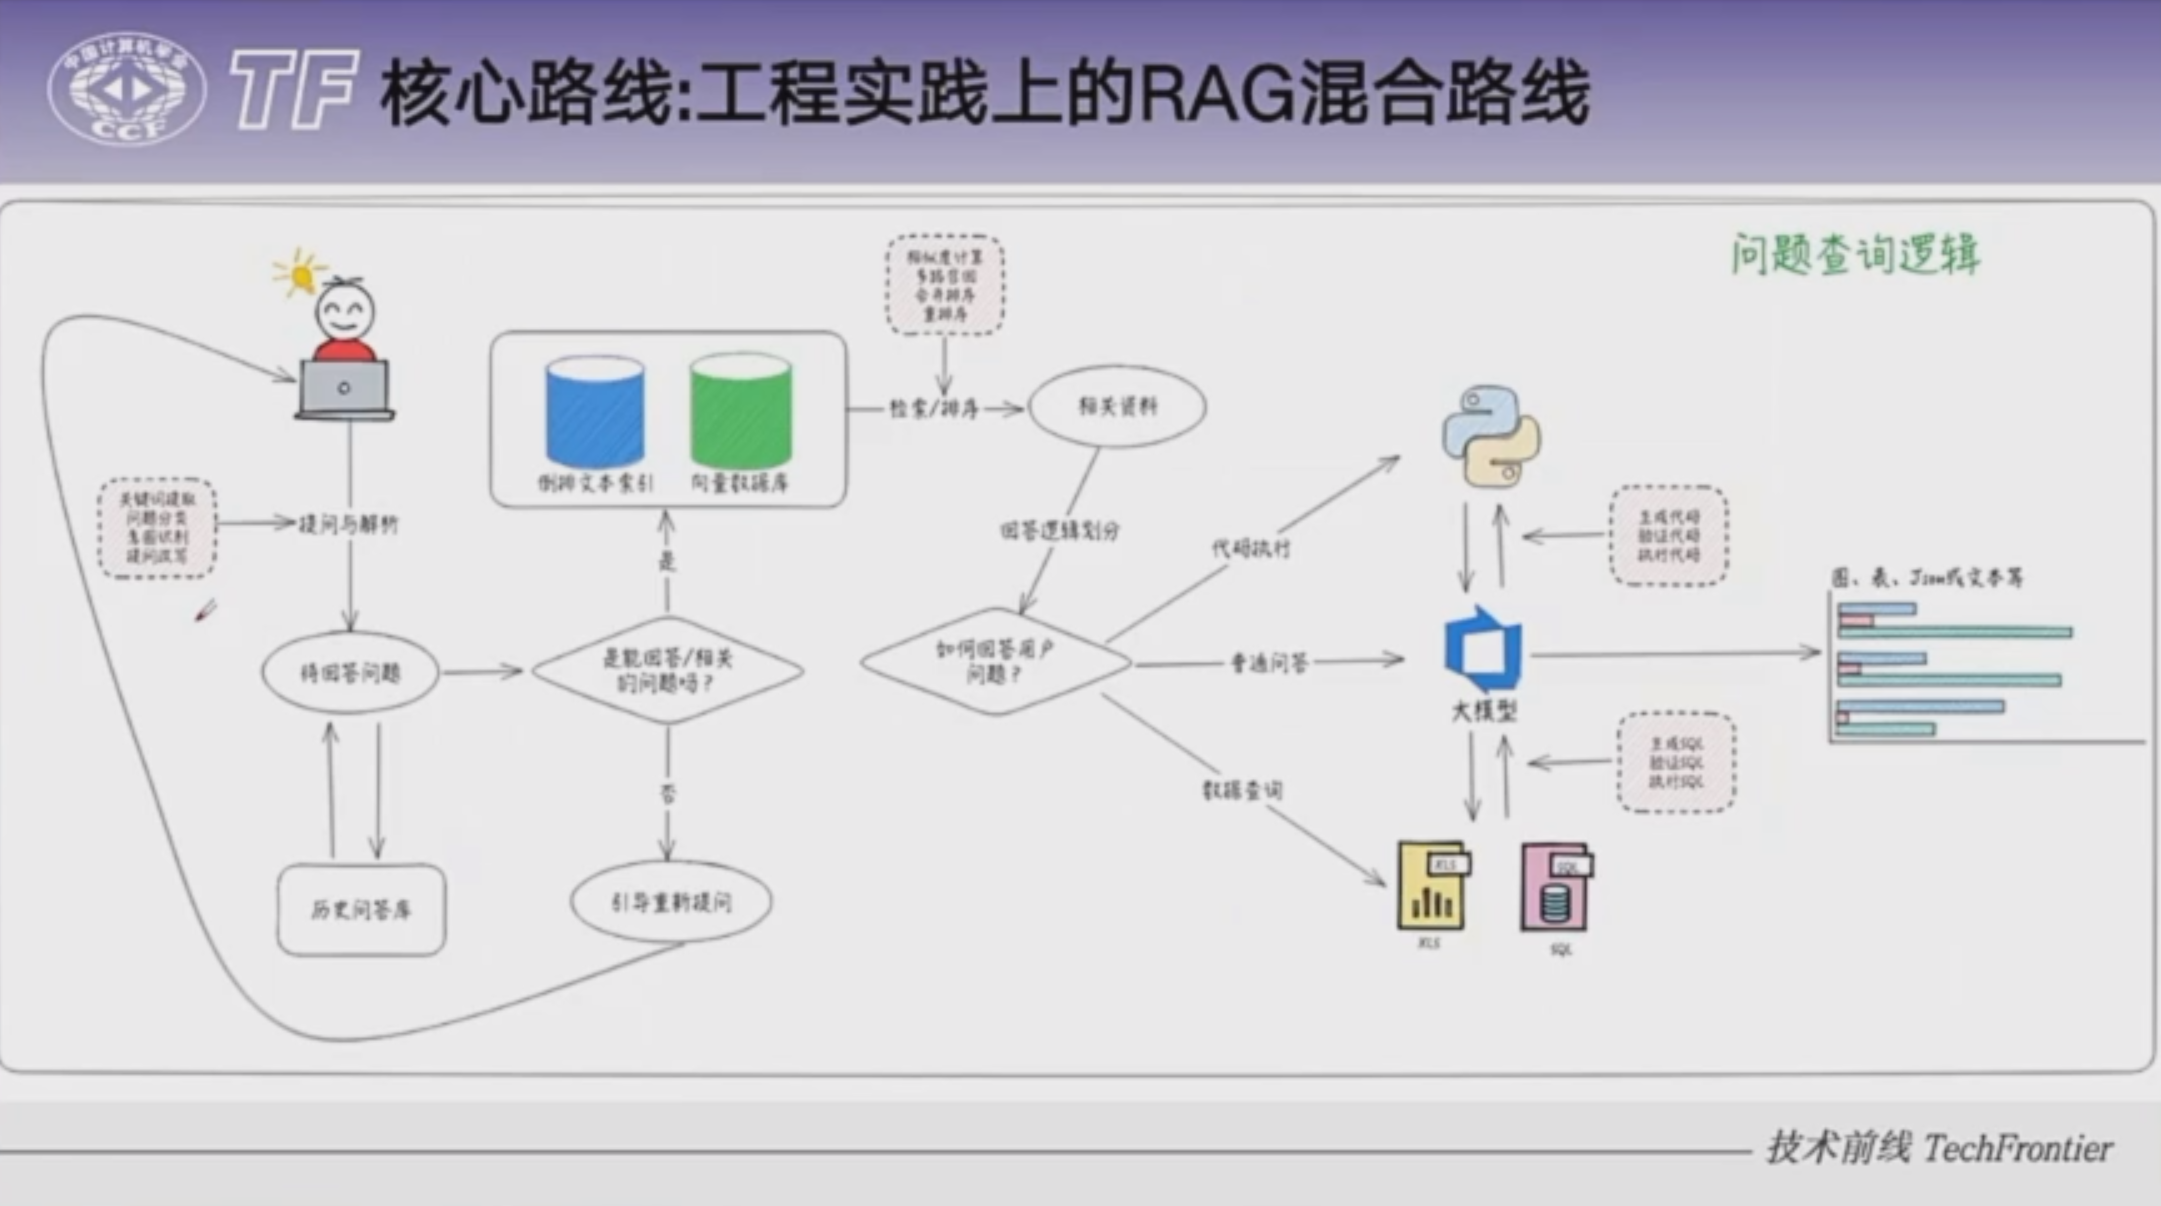 中国计算机学会
CCF
TF
核心路线:工程实践上的RAG混合路线
问题查询逻辑
相似度计算
多路召回
合并排序
重排序
倒排文本索引
向量数据库
检索/排序
相关资料
关键词提取
问题分类
意图识别
提问改写
提问与解析
回答逻辑划分
代码执行
生成代码
验证代码
执行代码
是
图、表、Json或文本等
待回答问题
是能回答/相关
的问题吗?
如何回答用户
问题?
普通问答
大模型
生成SQL
验证SQL
执行SQL
否
数据查询
历史问答库
引导重新提问
XLS
SQL
XLS
SQL
技术前线 TechFrontier